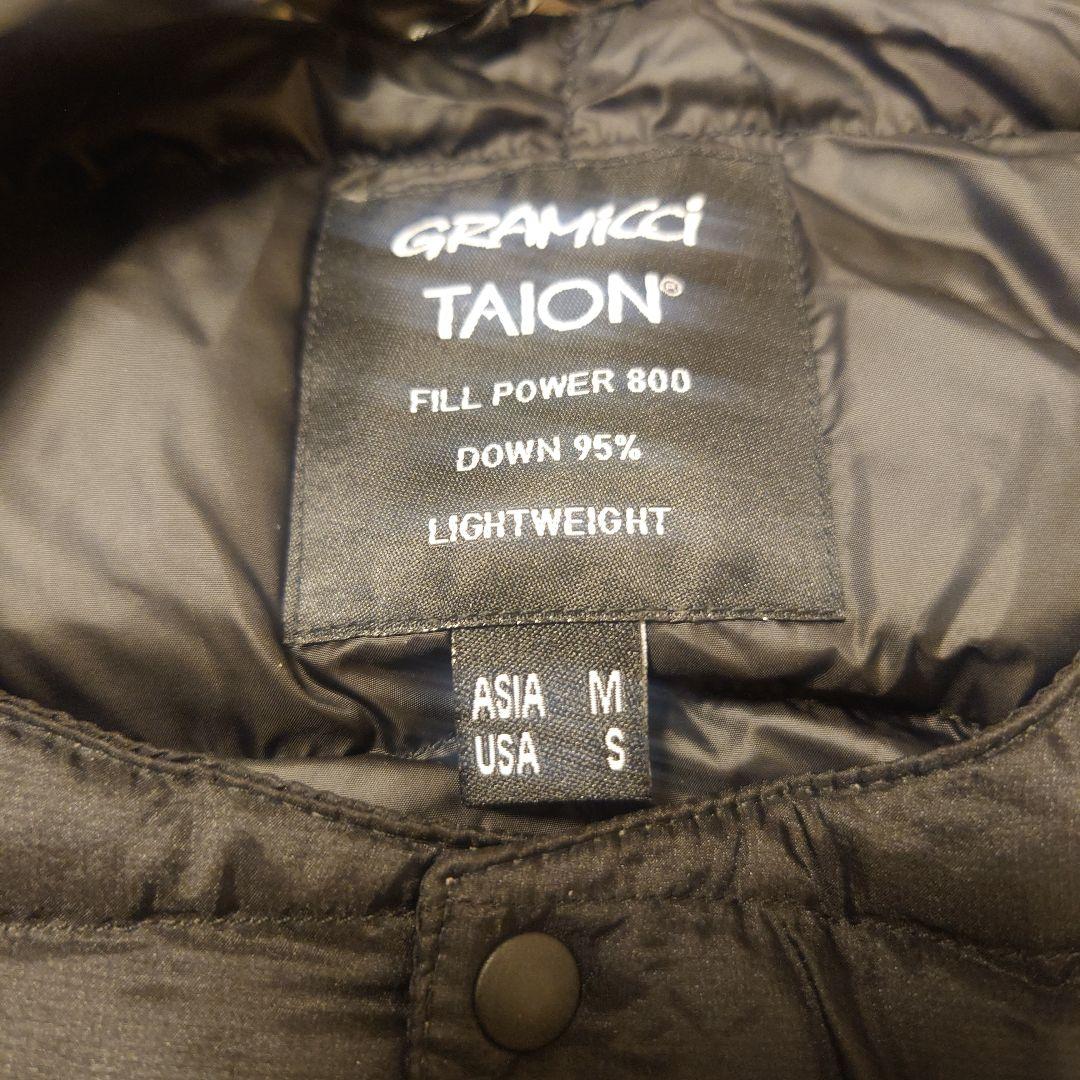 GRAMiCCi
TAION®
FILL POWER 800
DOWN 95%
LIGHTWEIGHT
ASIA M
USA S